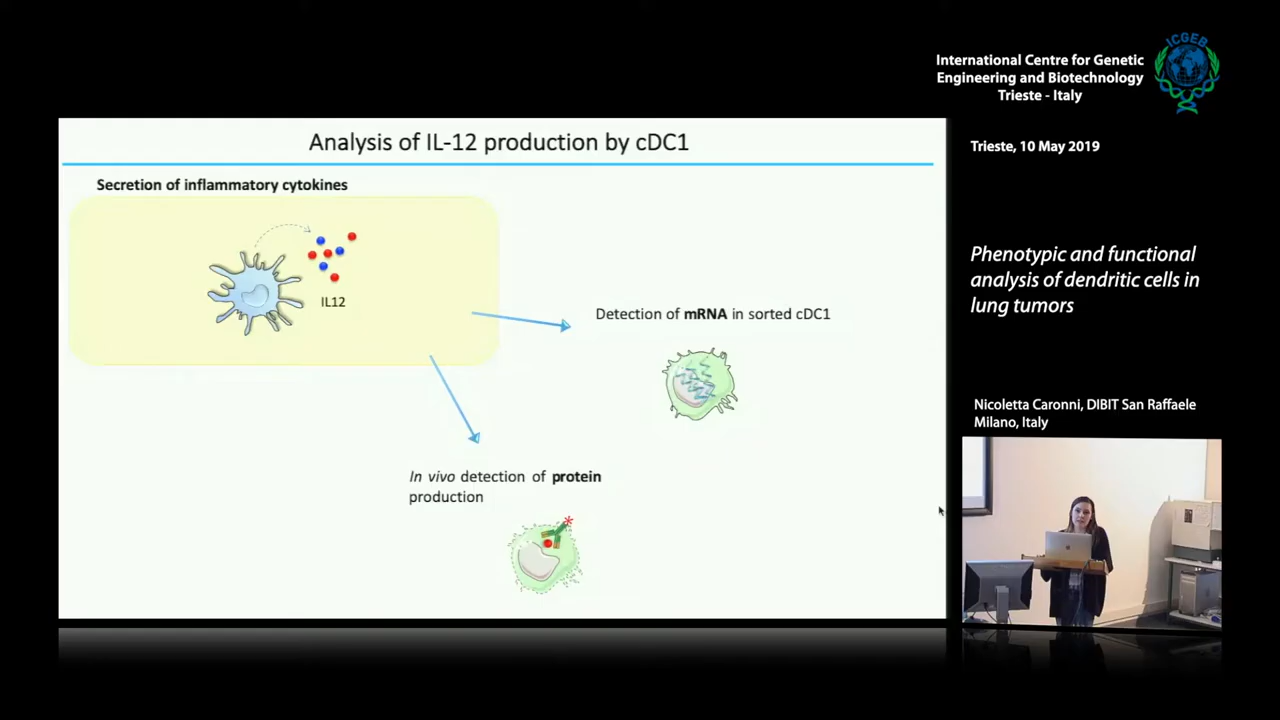 ICGEB
International Centre for Genetic
Engineering and Biotechnology
Trieste - Italy
Trieste, 10 May 2019
Phenotypic and functional
analysis of dendritic cells in
lung tumors
Nicoletta Caronni, DIBIT San Raffaele
Milano, Italy
Analysis of IL-12 production by cDC1
Secretion of inflammatory cytokines
IL12
Detection of mRNA in sorted cDC1
In vivo detection of protein
production